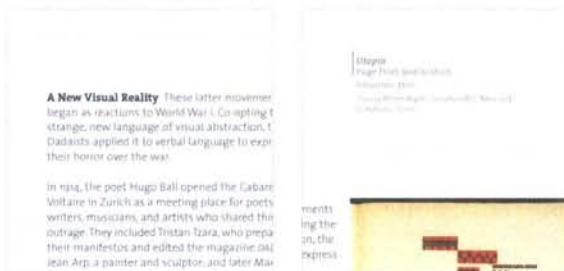 A New Visual Reality These latter movemen
began as reactions to World War I. Co-opting t
strange, new language of visual abstraction, t
Dadaists applied it to verbal language to expr
their horror over the war.
In 1914, the poet Hugo Ball opened the Cabare
Voltaire in Zurich as a meeting place for poets
writers, musicians, and artists who shared thi
outrage. They included Tristan Tzara, who prepa
their manifestos and edited the magazine
Jean Arp, a painter and sculptor; and later Ma
Utopia
ments
ing the
on, the
express